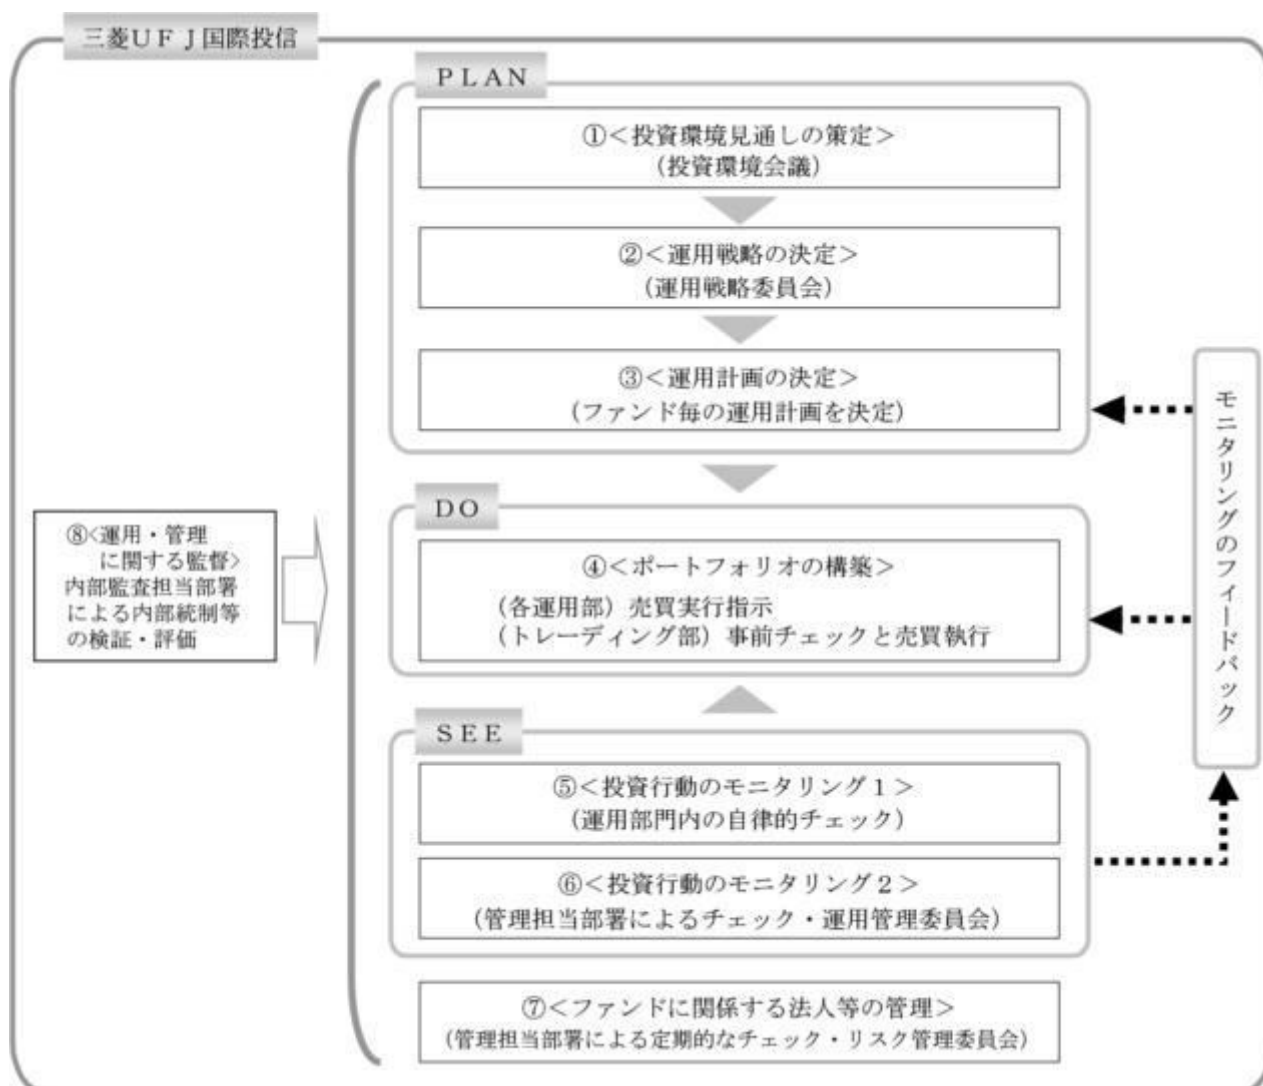 三菱UFJ国際投信
PLAN
①<投資環境見通しの策定>
(投資環境会議)
②<運用戦略の決定>
(運用戦略委員会)
③<運用計画の決定>
(ファンド毎の運用計画を決定)
DO
④<ポートフォリオの構築>
(各運用部)売買実行指示
(トレーディング部)事前チェックと売買執行
SEE
⑤<投資行動のモニタリング1>
(運用部門内の自律的チェック)
⑥<投資行動のモニタリング2>
(管理担当部署によるチェック・運用管理委員会)
⑦<ファンドに関係する法人等の管理>
(管理担当部署による定期的なチェック・リスク管理委員会)
⑧<運用・管理
に関する監督>
内部監査担当部署
による内部統制等
の検証・評価
モニタリングのフィードバック